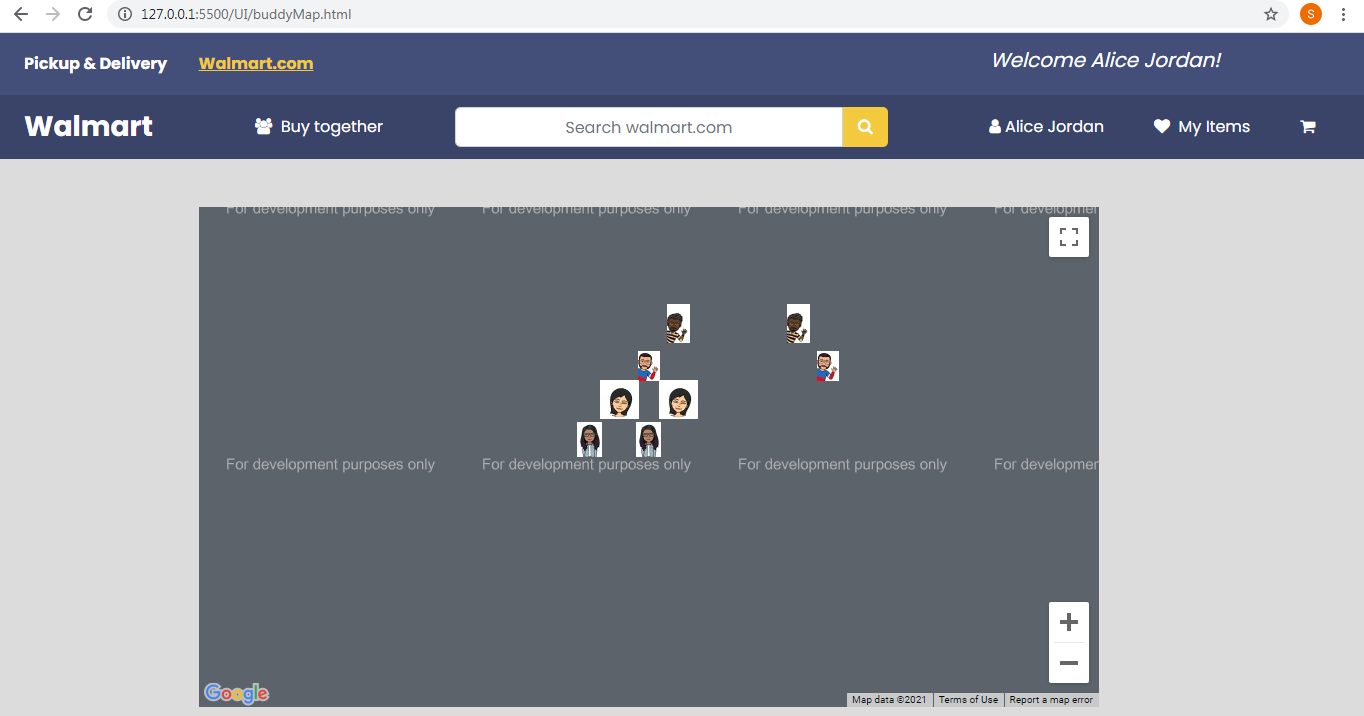 127.0.0.1:5500/UI/buddyMap.html
S
Pickup & Delivery Walmart.com Welcome Alice Jordan!
Walmart Buy together Search walmart.com Alice Jordan My Items
For development purposes only For development purposes only For development purposes only For developmen
For development purposes only For development purposes only For development purposes only For developmen
Google
Map data ©2021 Terms of Use Report a map error